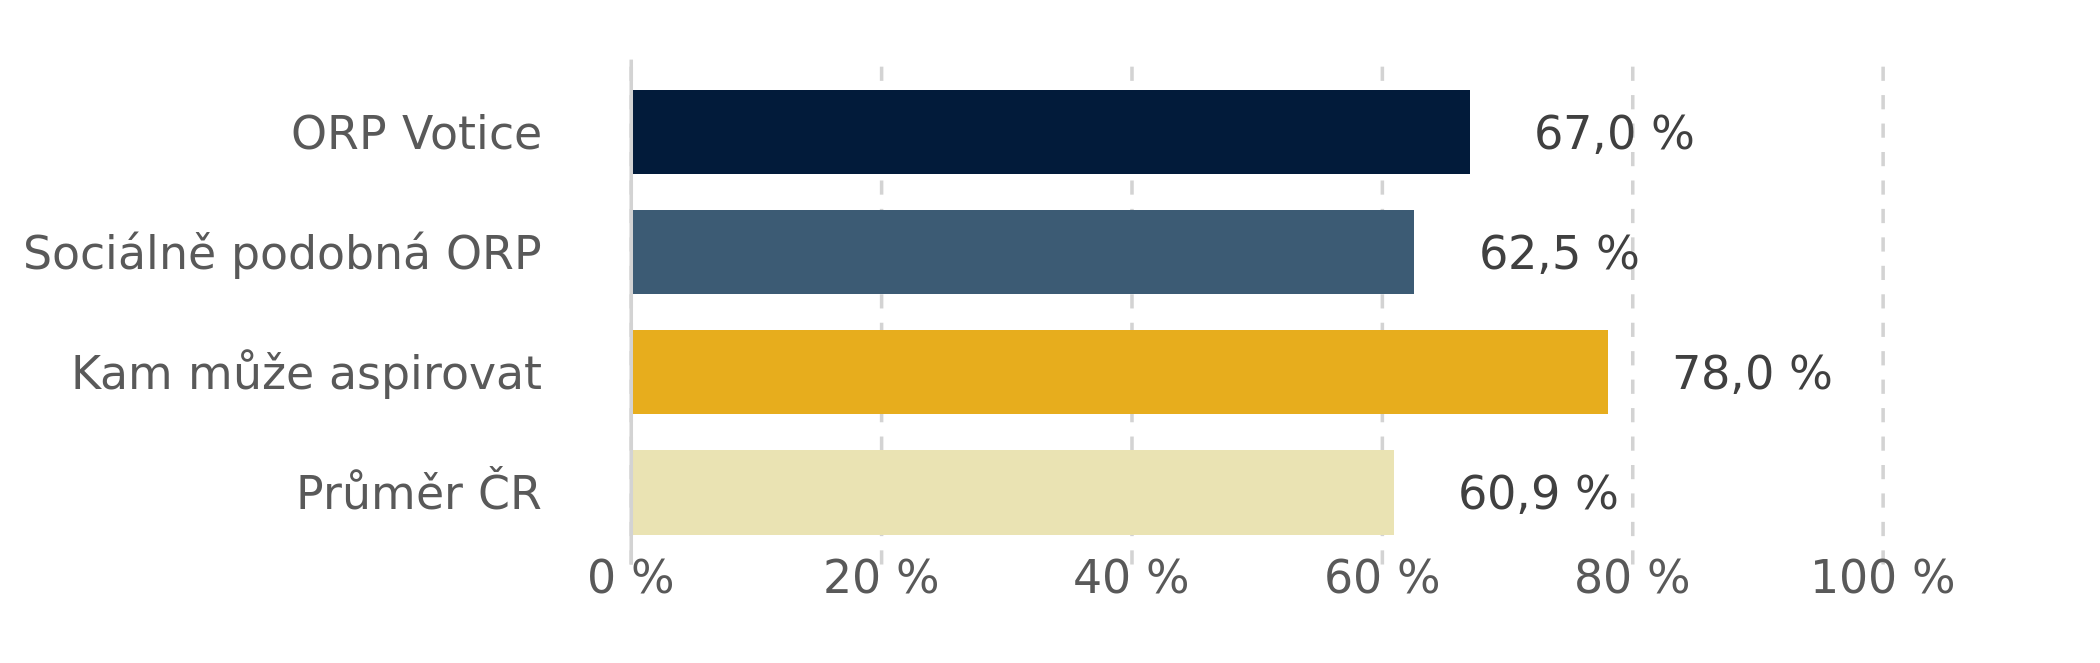 ORP Votice 67,0 %
Sociálně podobná ORP 62,5 %
Kam může aspirovat 78,0 %
Průměr ČR 60,9 %
0 % 20 % 40 % 60 % 80 % 100 %